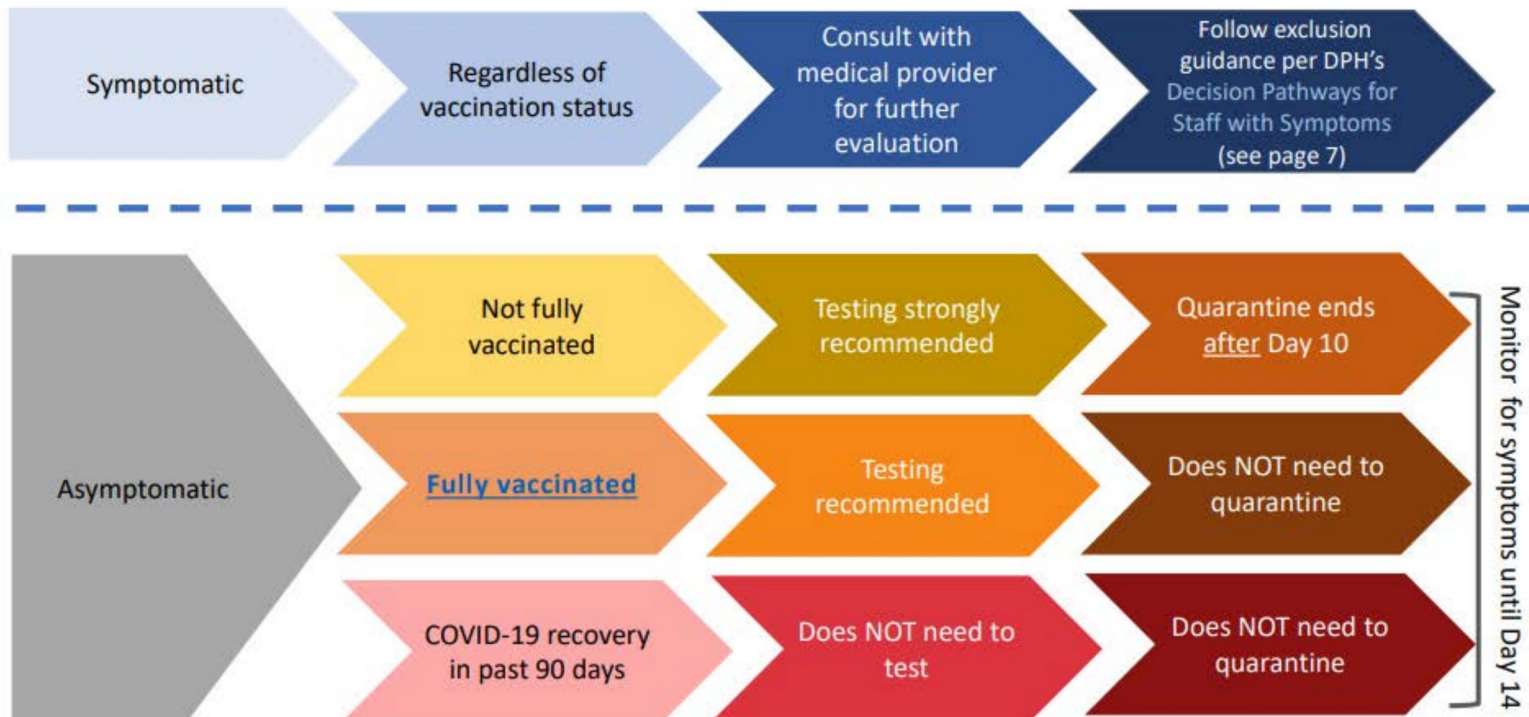 Symptomatic
Regardless of
vaccination status
Consult with
medical provider
for further
evaluation
Follow exclusion
guidance per DPH's
Decision Pathways for
Staff with Symptoms
(see page 7)
Asymptomatic
Not fully
vaccinated
Testing strongly
recommended
Quarantine ends
after Day 10
Fully vaccinated
Testing
recommended
Does NOT need to
quarantine
COVID-19 recovery
in past 90 days
Does NOT need to
test
Does NOT need to
quarantine
Monitor for symptoms until Day 14